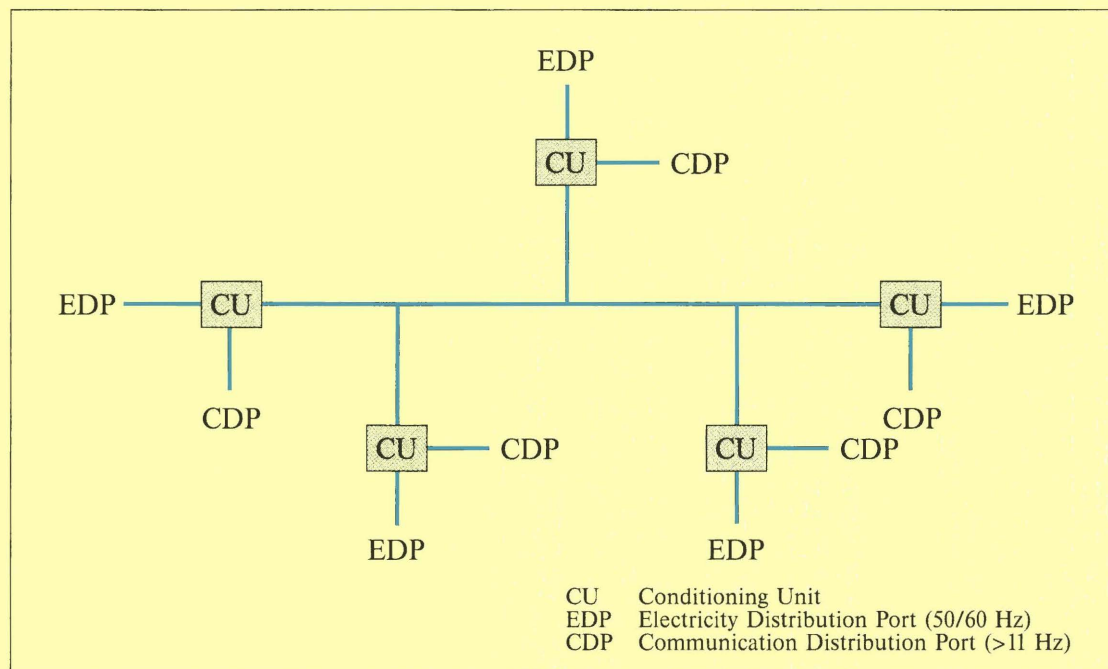 EDP
CU CDP
EDP CU CU EDP
CDP CDP
CU CDP CU CDP
EDP EDP
CU Conditioning Unit
EDP Electricity Distribution Port (50/60 Hz)
CDP Communication Distribution Port (>11 Hz)